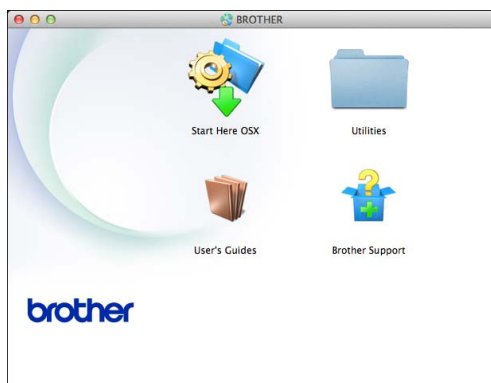 BROTHER
Start Here OSX
Utilities
User's Guides
Brother Support
brother